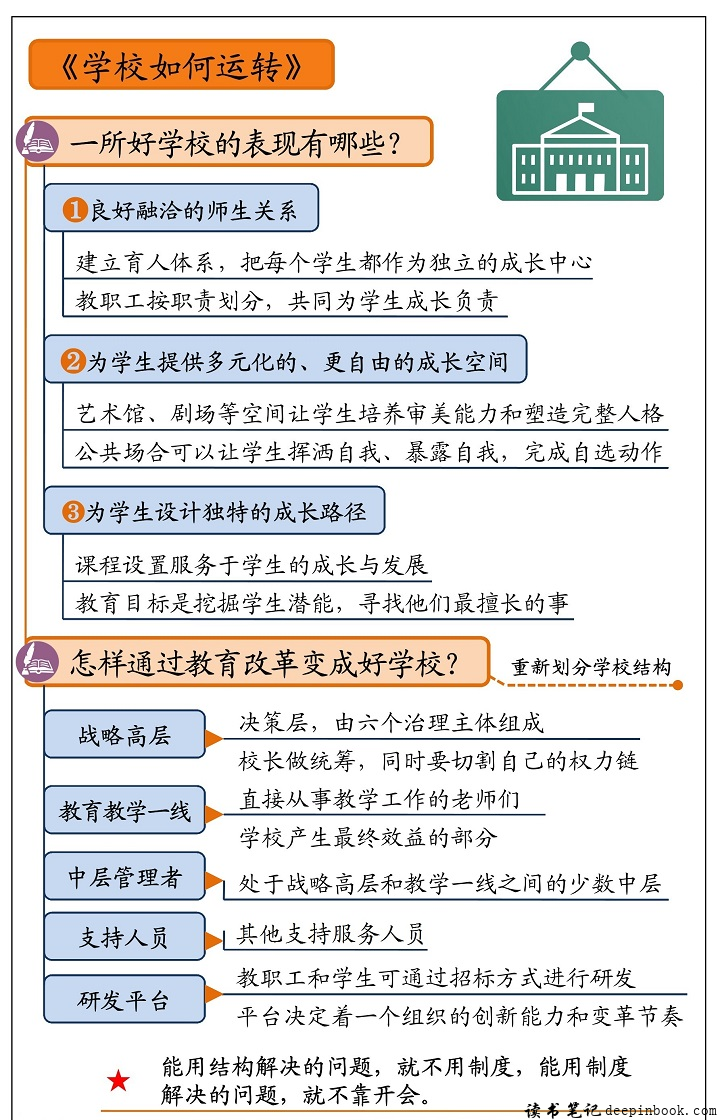 《学校如何运转》
一所好学校的表现有哪些？
❶良好融洽的师生关系
建立育人体系，把每个学生都作为独立的成长中心
教职工按职责划分，共同为学生成长负责
❷为学生提供多元化的、更自由的成长空间
艺术馆、剧场等空间让学生培养审美能力和塑造完整人格
公共场合可以让学生挥洒自我、暴露自我，完成自选动作
❸为学生设计独特的成长路径
课程设置服务于学生的成长与发展
教育目标是挖掘学生潜能，寻找他们最擅长的事
怎样通过教育改革变成好学校？
重新划分学校结构
战略高层
决策层，由六个治理主体组成
校长做统筹，同时要切割自己的权力链
教育教学一线
直接从事教学工作的老师们
学校产生最终效益的部分
中层管理者
处于战略高层和教学一线之间的少数中层
支持人员
其他支持服务人员
研发平台
教职工和学生可通过招标方式进行研发
平台决定着一个组织的创新能力和变革节奏
能用结构解决的问题，就不用制度，能用制度
解决的问题，就不靠开会。
读书笔记deepinbook.com